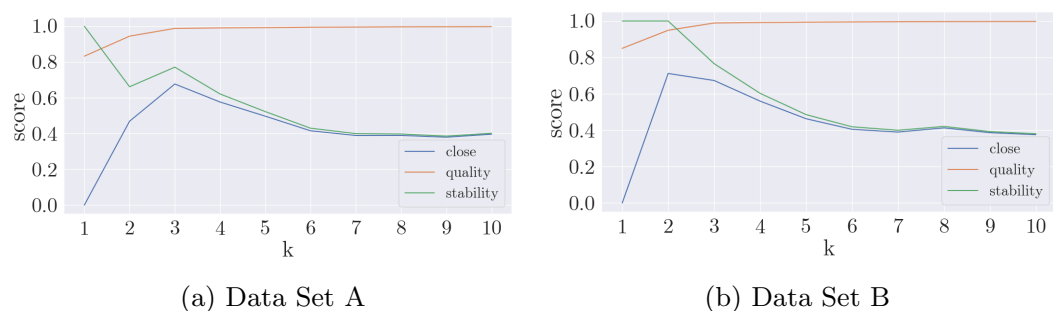 1.0
0.8
0.6
0.4
0.2
0.0
score
1 2 3 4 5 6 7 8 9 10
k
close
quality
stability
(a) Data Set A
1.0
0.8
0.6
0.4
0.2
0.0
score
1 2 3 4 5 6 7 8 9 10
k
close
quality
stability
(b) Data Set B